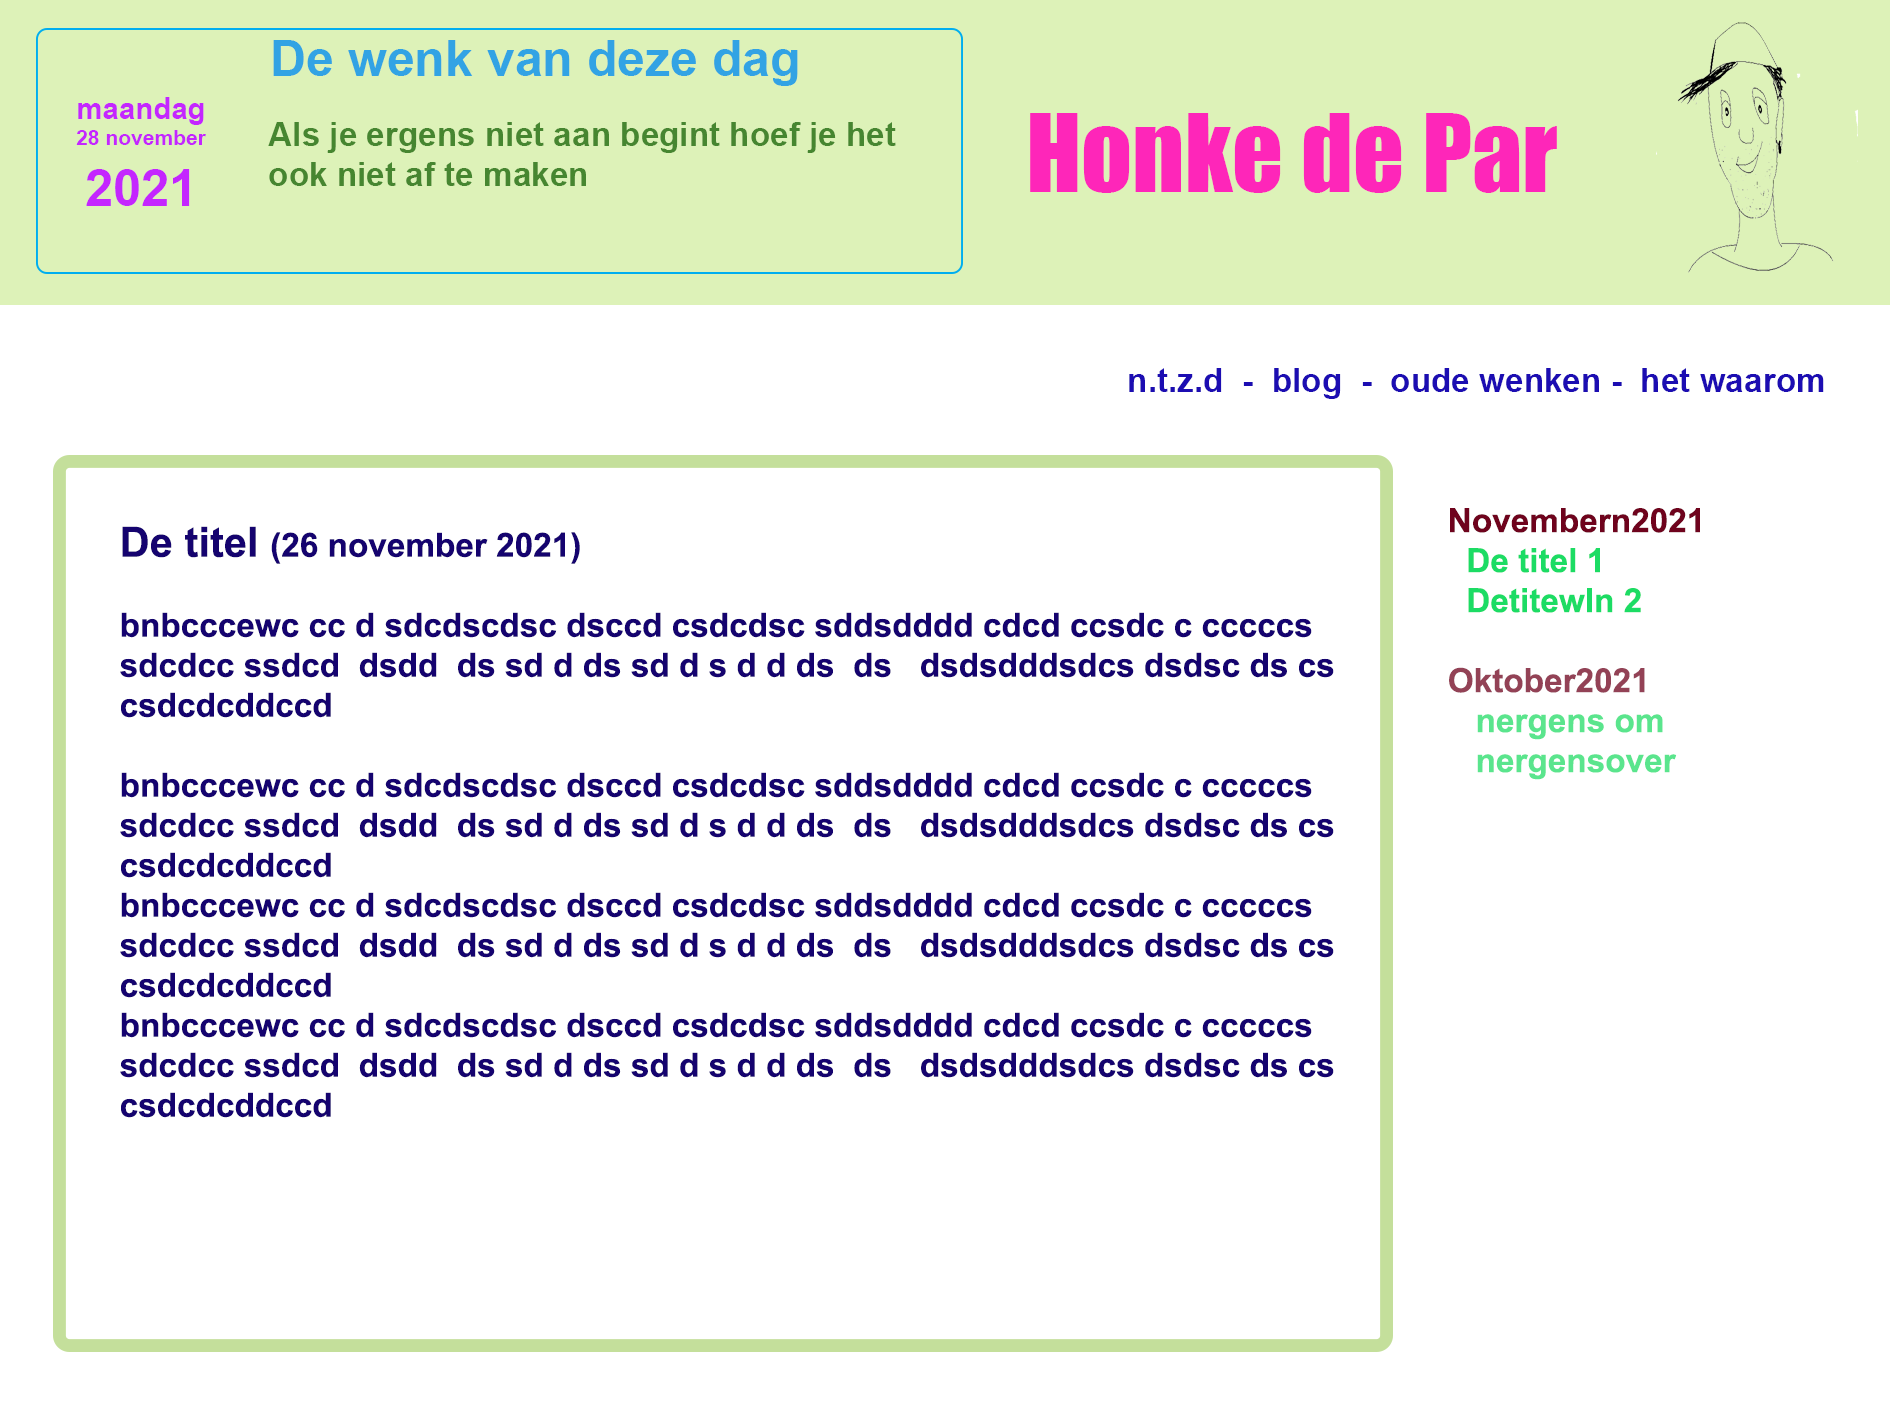 De wenk van deze dag
maandag
28 november
2021
Als je ergens niet aan begint hoef je het
ook niet af te maken
Honke de Par
n.t.z.d - blog - oude wenken - het waarom
De titel (26 november 2021)
bnbcccewc cc d sdcdscdsc dsccd csdcdsc sddsdddd cdcd ccsdc c cccccs
sdcdcc ssdcd dsdd ds sd d ds sd d s d d ds ds dsdsdddsdcs dsdsc ds cs
csdcdcddccd
bnbcccewc cc d sdcdscdsc dsccd csdcdsc sddsdddd cdcd ccsdc c cccccs
sdcdcc ssdcd dsdd ds sd d ds sd d s d d ds ds dsdsdddsdcs dsdsc ds cs
csdcdcddccd
bnbcccewc cc d sdcdscdsc dsccd csdcdsc sddsdddd cdcd ccsdc c cccccs
sdcdcc ssdcd dsdd ds sd d ds sd d s d d ds ds dsdsdddsdcs dsdsc ds cs
csdcdcddccd
bnbcccewc cc d sdcdscdsc dsccd csdcdsc sddsdddd cdcd ccsdc c cccccs
sdcdcc ssdcd dsdd ds sd d ds sd d s d d ds ds dsdsdddsdcs dsdsc ds cs
csdcdcddccd
Novembern2021
De titel 1
Detitewln 2
Oktober2021
nergens om
nergensover